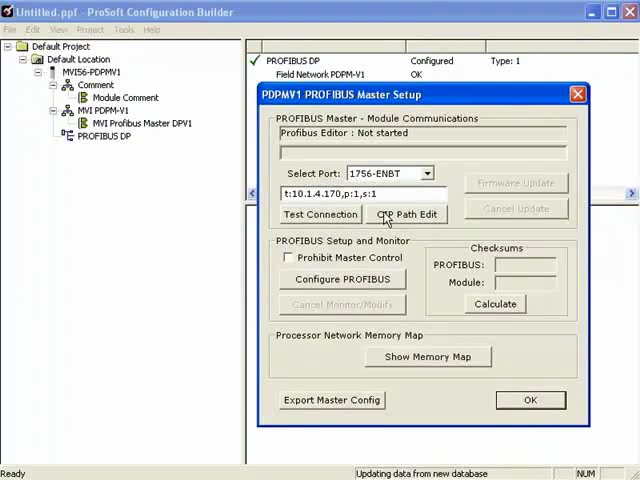 Untitled.ppf - ProSoft Configuration Builder
File Edit View Project Tools Help
Default Project
Default Location
MVI56-PDPMV1
Comment
Module Comment
MVI PDPM-V1
MVI Profibus Master DPV1
PROFIBUS DP
PROFIBUS DP Configured Type: 1
Field Network PDPM-V1 OK
PDPMV1 PROFIBUS Master Setup
PROFIBUS Master - Module Communications
Profibus Editor : Not started
Select Port: 1756-ENBT
t:10.1.4.170,p:1,s:1
Test Connection
CIP Path Edit
Firmware Update
Cancel Update
PROFIBUS Setup and Monitor
Prohibit Master Control
Configure PROFIBUS
Cancel Monitor/Modify
Checksums
PROFIBUS:
Module:
Calculate
Processor Network Memory Map
Show Memory Map
Export Master Config
OK
Ready
Updating data from new database
NUM